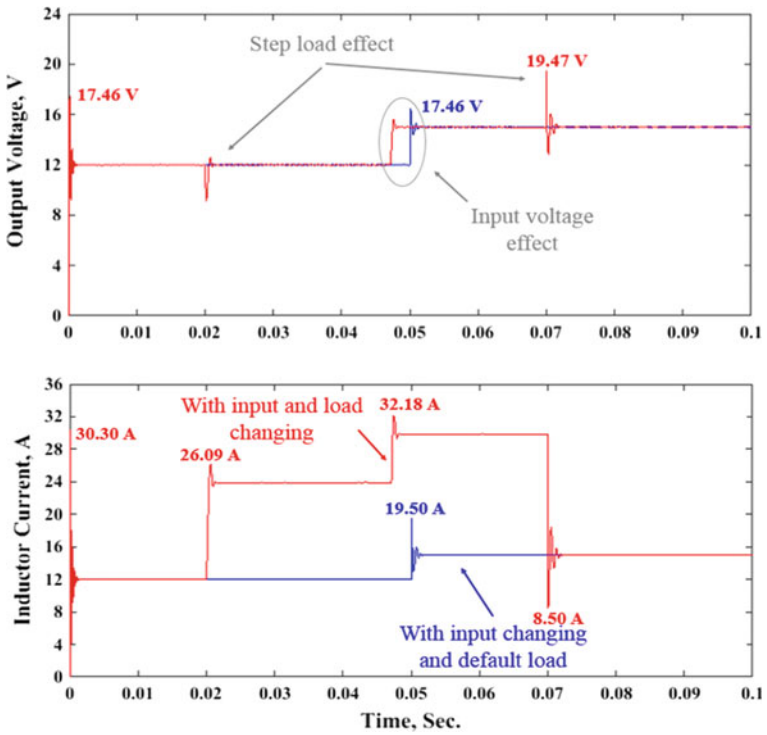 24
20
16
12
8
4
0
Output Voltage, V
Step load effect
17.46 V
19.47 V
17.46 V
Input voltage
effect
0 0.01 0.02 0.03 0.04 0.05 0.06 0.07 0.08 0.09 0.1
36
32
28
24
20
16
12
8
4
0
Inductor Current, A
With input and load
changing
32.18 A
30.30 A
26.09 A
19.50 A
8.50 A
With input changing
and default load
0 0.01 0.02 0.03 0.04 0.05 0.06 0.07 0.08 0.09 0.1
Time, Sec.